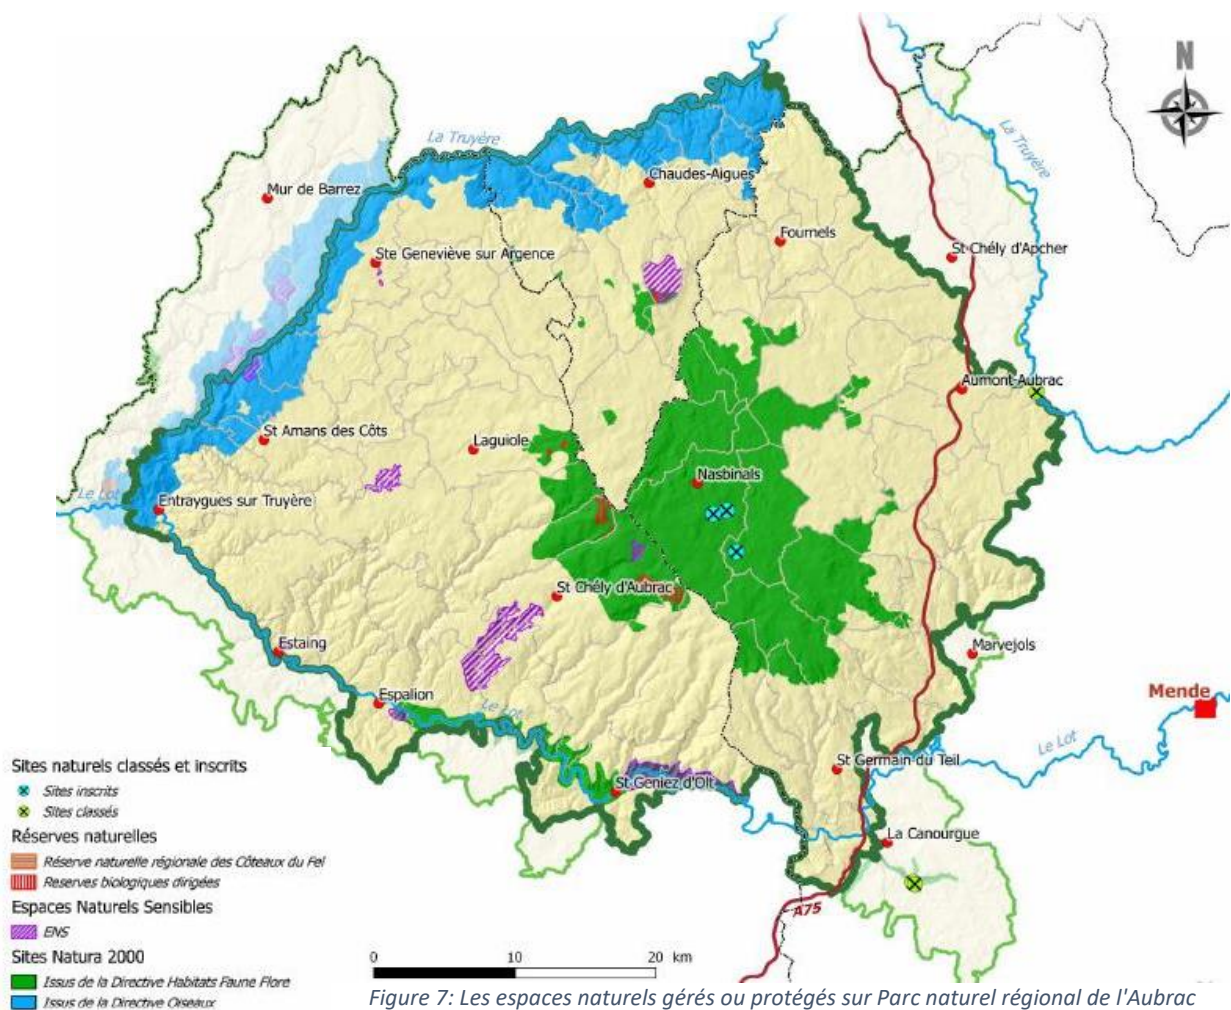 N
La Truyère
La Truyère
Chaudes-Aigues
Mur de Barrez
Fournels
Ste Geneviève sur Argence
St Chély d'Apcher
Aumont-Aubrac
St Amans des Côts
Laguiole
Nasbinals
Le Lot
Entraygues sur Truyère
St Chély d'Aubrac
Estaing
Marvejols
Mende
Espalion
Le Lot
Le Lot
St Germain du Teil
St Geniez d'Olt
La Canourgue
A75
Sites naturels classés et inscrits
Sites inscrits
Sites classés
Réserves naturelles
Réserve naturelle régionale des Côteaux du Fel
Reserves biologiques dirigées
Espaces Naturels Sensibles
ENS
Sites Natura 2000
Issus de la Directive Habitats Faune Flore
Issus de la Directive Oiseaux
0 10 20 km
Figure 7: Les espaces naturels gérés ou protégés sur Parc naturel régional de l'Aubrac